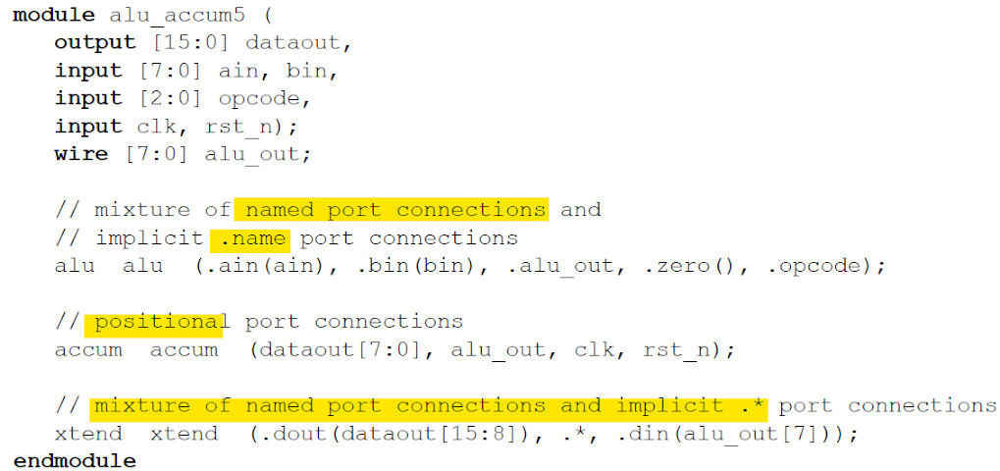 module alu_accum5 (
output [15:0] dataout,
input [7:0] ain, bin,
input [2:0] opcode,
input clk, rst_n);
wire [7:0] alu_out;
// mixture of named port connections and
// implicit .name port connections
alu alu (.ain(ain), .bin(bin), .alu_out, .zero(), .opcode);
// positional port connections
accum accum (dataout[7:0], alu_out, clk, rst_n);
// mixture of named port connections and implicit .* port connections
xtend xtend (.dout(dataout[15:8]), .*, .din(alu_out[7]));
endmodule